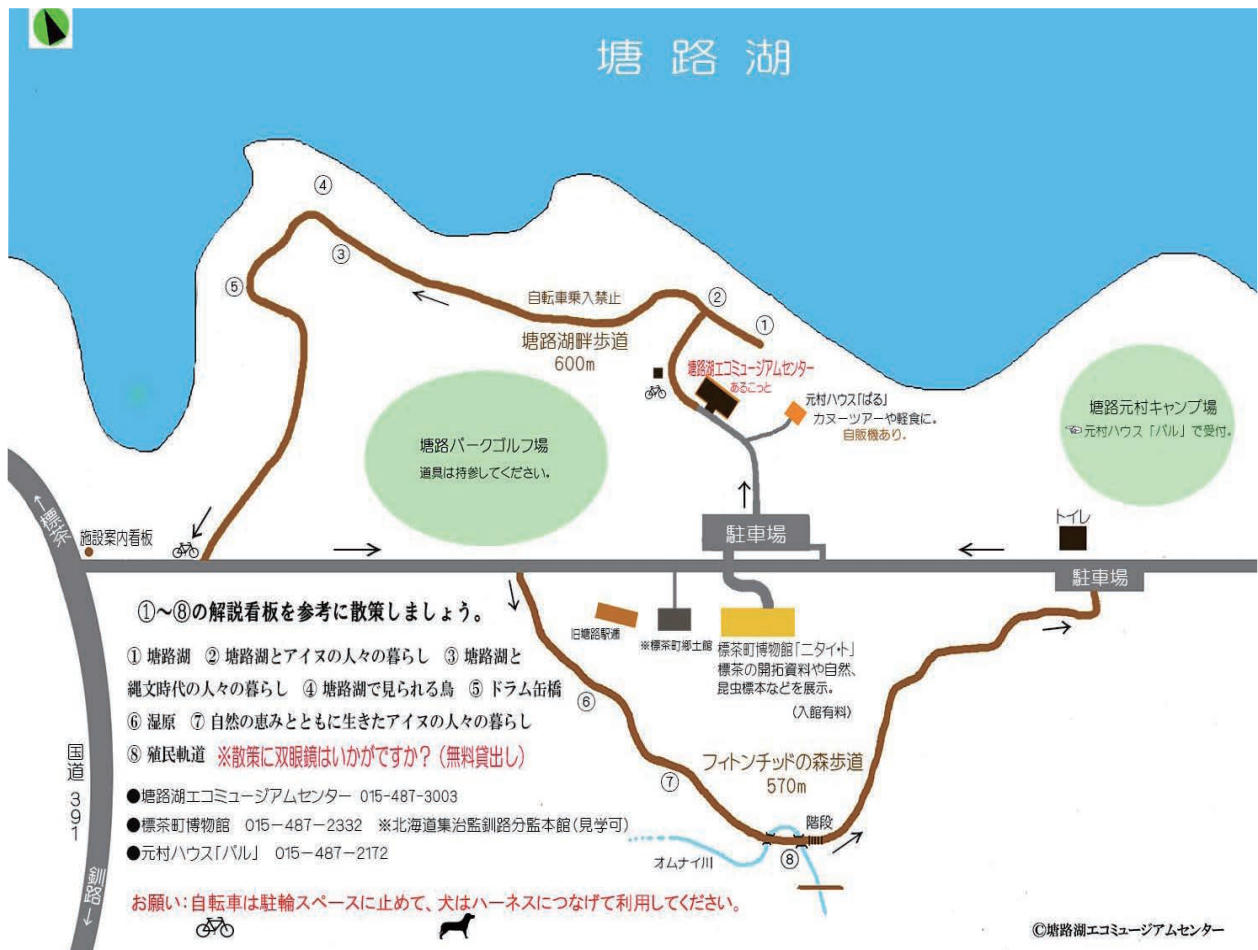 塘路湖
④
③
⑤
自転車乗入禁止
②
①
塘路湖畔歩道
600m
塘路湖エコミュージアムセンター
あるこっと
元村ハウス「ぱる」
カヌーツアーや軽食に。
自販機あり.
塘路元村キャンプ場
☜元村ハウス「パル」で受付.
塘路パークゴルフ場
道具は持参してください.
←標茶
施設案内看板
駐車場
トイレ
駐車場
①～⑧の解説看板を参考に散策しましょう。
① 塘路湖 ② 塘路湖とアイヌの人々の暮らし ③ 塘路湖と
縄文時代の人々の暮らし ④ 塘路湖で見られる鳥 ⑤ ドラム缶橋
⑥ 湿原 ⑦ 自然の恵みとともに生きたアイヌの人々の暮らし
⑧ 殖民軌道 ※散策に双眼鏡はいかがですか？（無料貸出し）
●塘路湖エコミュージアムセンター 015-487-3003
●標茶町博物館 015－487－2332 ※北海道集治監釧路分監本館(見学可)
●元村ハウス「パル」 015－487－2172
旧塘路駅逓
※標茶町郷土館
標茶町博物館「ニタイ・ト」
標茶の開拓資料や自然、
昆虫標本などを展示。
(入館有料)
⑥
⑦
フィトンチッドの森歩道
570m
階段
⑧
オムナイ川
国道391
釧路→
お願い：自転車は駐輪スペースに止めて、犬はハーネスにつなげて利用してください。
©塘路湖エコミュージアムセンター